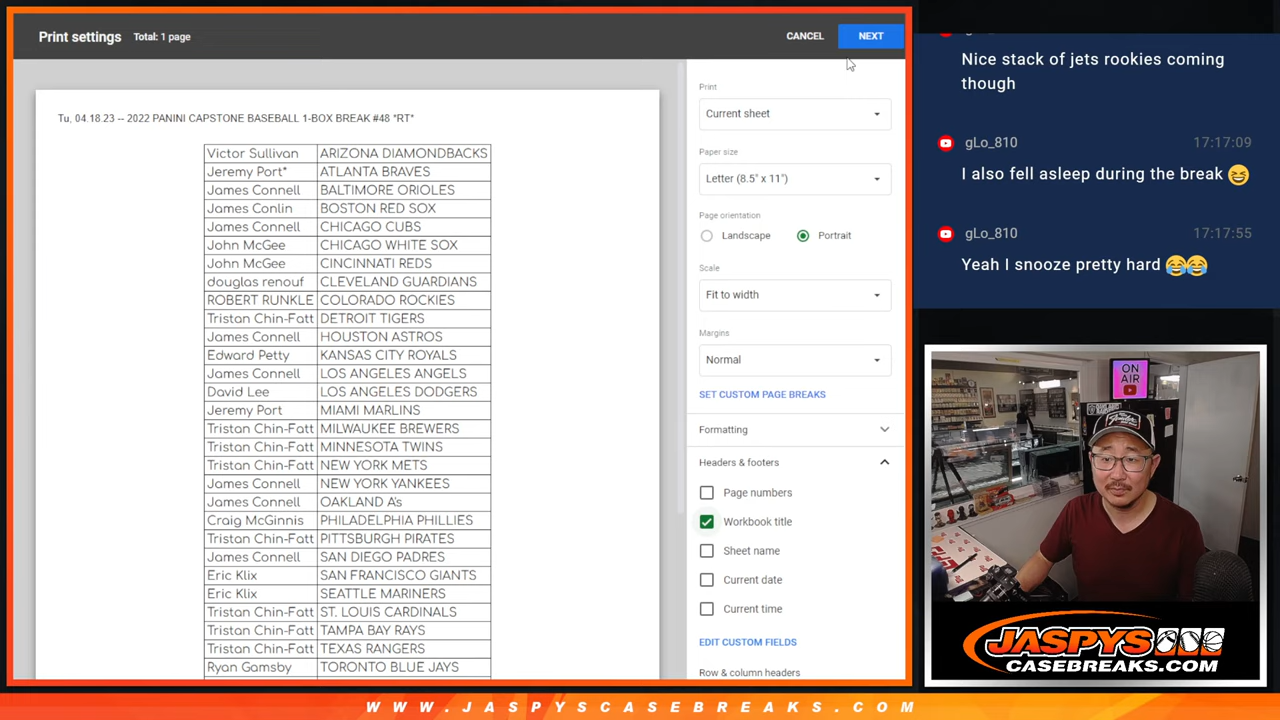 Print settings Total: 1 page
CANCEL NEXT
Tu, 04.18.23 -- 2022 PANINI CAPSTONE BASEBALL 1-BOX BREAK #48 *RT*
Victor Sullivan ARIZONA DIAMONDBACKS
Jeremy Port* ATLANTA BRAVES
James Connell BALTIMORE ORIOLES
James Conlin BOSTON RED SOX
James Connell CHICAGO CUBS
John McGee CHICAGO WHITE SOX
John McGee CINCINNATI REDS
douglas renouf CLEVELAND GUARDIANS
ROBERT RUNKLE COLORADO ROCKIES
Tristan Chin-Fatt DETROIT TIGERS
James Connell HOUSTON ASTROS
Edward Petty KANSAS CITY ROYALS
James Connell LOS ANGELES ANGELS
David Lee LOS ANGELES DODGERS
Jeremy Port MIAMI MARLINS
Tristan Chin-Fatt MILWAUKEE BREWERS
Tristan Chin-Fatt MINNESOTA TWINS
Tristan Chin-Fatt NEW YORK METS
James Connell NEW YORK YANKEES
James Connell OAKLAND A's
Craig McGinnis PHILADELPHIA PHILLIES
Tristan Chin-Fatt PITTSBURGH PIRATES
James Connell SAN DIEGO PADRES
Eric Klix SAN FRANCISCO GIANTS
Eric Klix SEATTLE MARINERS
Tristan Chin-Fatt ST. LOUIS CARDINALS
Tristan Chin-Fatt TAMPA BAY RAYS
Tristan Chin-Fatt TEXAS RANGERS
Ryan Gamsby TORONTO BLUE JAYS
Print
Current sheet
Paper size
Letter (8.5" x 11")
Page orientation
Landscape Portrait
Scale
Fit to width
Margins
Normal
SET CUSTOM PAGE BREAKS
Formatting
Headers & footers
Page numbers
Workbook title
Sheet name
Current date
Current time
EDIT CUSTOM FIELDS
Row & column headers
Nice stack of jets rookies coming
though
gLo_810 17:17:09
I also fell asleep during the break 😆
gLo_810 17:17:55
Yeah I snooze pretty hard 😂😂
ON
AIR
JASPYS
CASEBREAKS.COM
WWW.JASPYSCASEBREAKS.COM